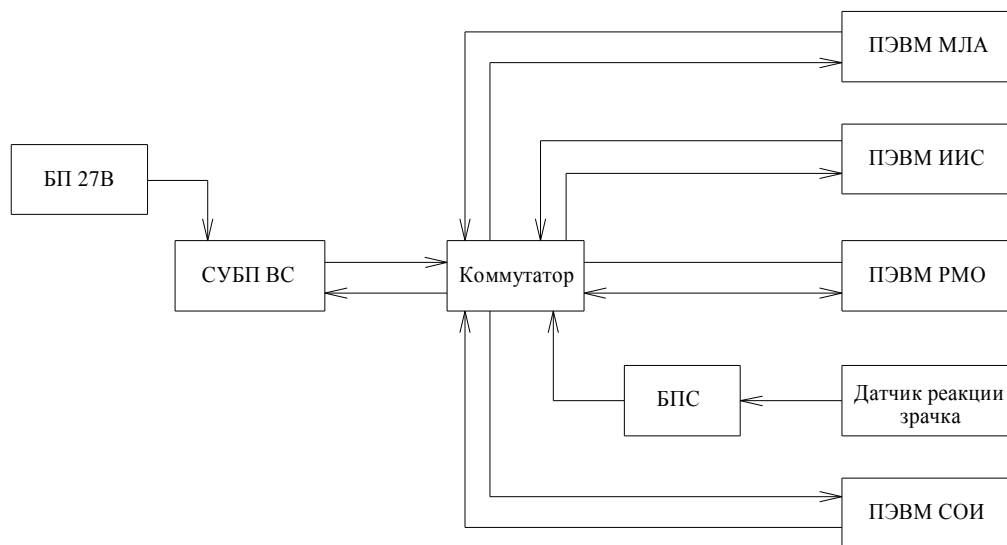 ПЭВМ МЛА
ПЭВМ ИИС
БП 27В
СУБП ВС
Коммутатор
ПЭВМ РМО
БПС
Датчик реакции
зрачка
ПЭВМ СОИ